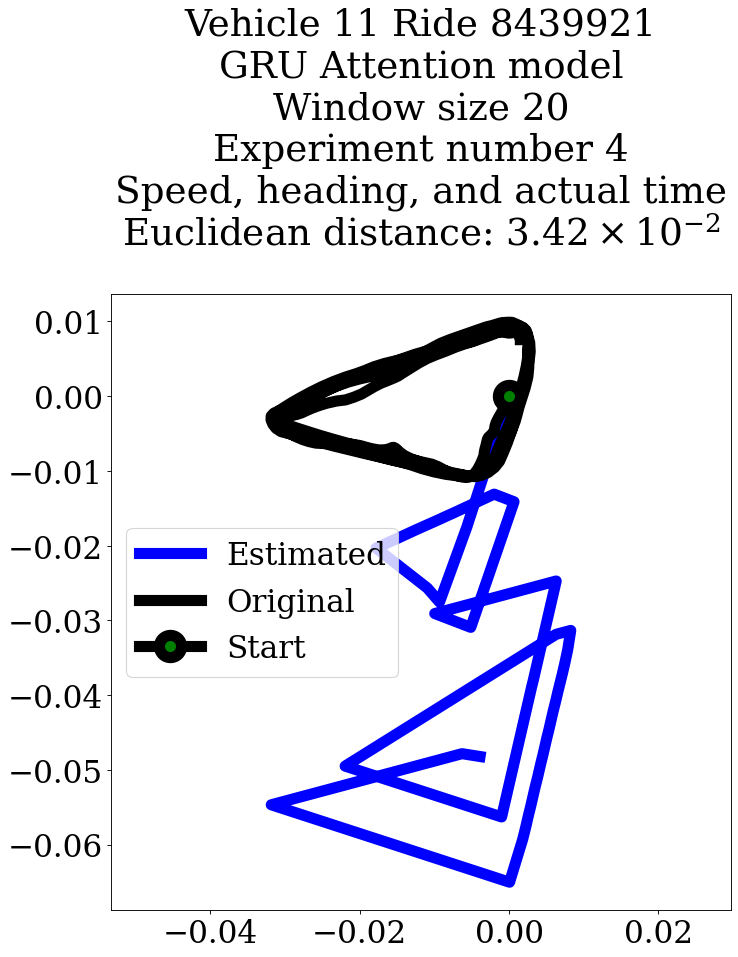 Vehicle 11 Ride 8439921
GRU Attention model
Window size 20
Experiment number 4
Speed, heading, and actual time
Euclidean distance: 3.42 × 10⁻²
0.01
0.00
−0.01
−0.02
−0.03
−0.04
−0.05
−0.06
Estimated
Original
Start
−0.04
−0.02
0.00
0.02